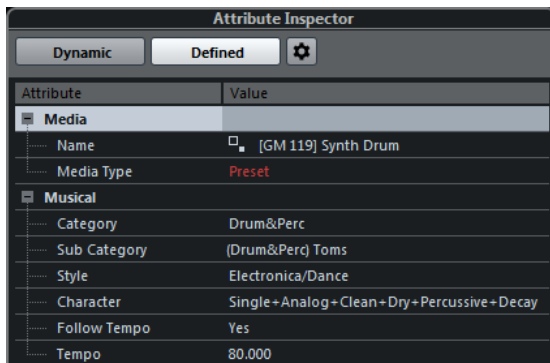 Attribute Inspector
Dynamic Defined
Attribute Value
Media
Name [GM 119] Synth Drum
Media Type Preset
Musical
Category Drum&Perc
Sub Category (Drum&Perc) Toms
Style Electronica/Dance
Character Single+Analog+Clean+Dry+Percussive+Decay
Follow Tempo Yes
Tempo 80.000